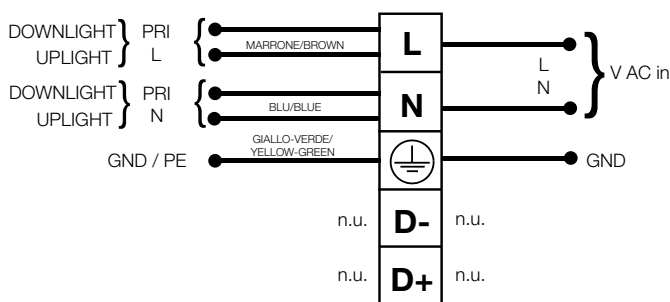 DOWNLIGHT PRI
UPLIGHT L
MARRONE/BROWN
L
L
N
V AC in
DOWNLIGHT PRI
UPLIGHT N
BLU/BLUE
N
GND / PE
GIALLO-VERDE/
YELLOW-GREEN
GND
n.u. D- n.u.
n.u. D+ n.u.